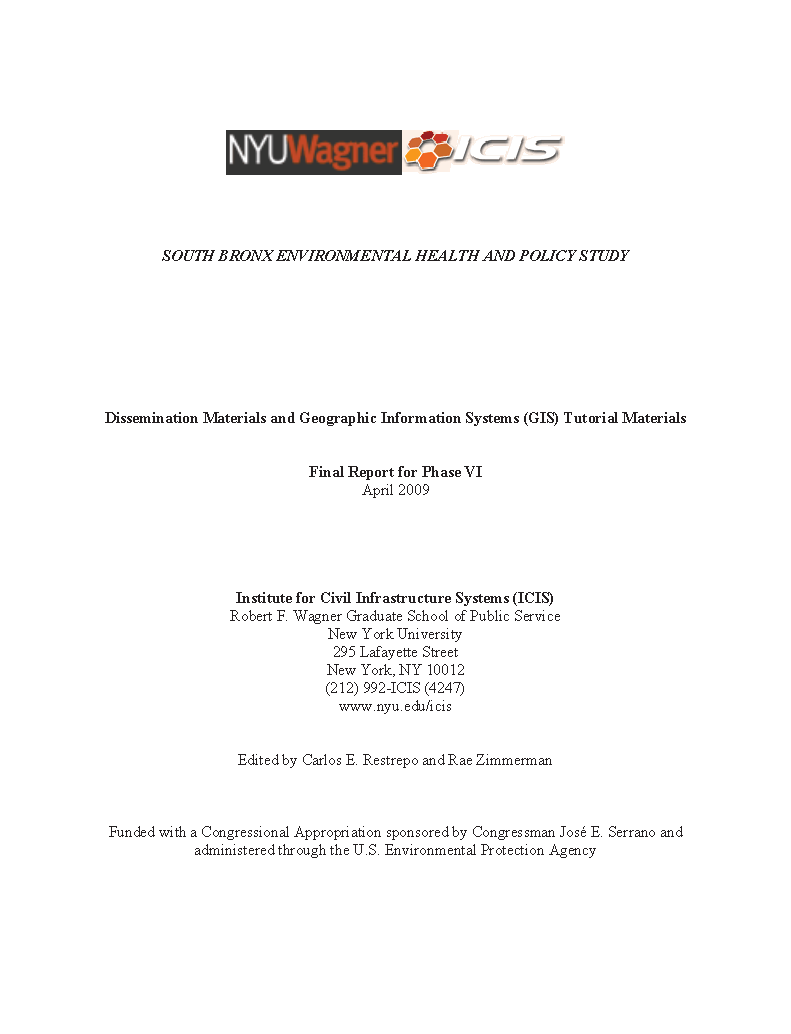 NYUWagner ICIS
SOUTH BRONX ENVIRONMENTAL HEALTH AND POLICY STUDY
Dissemination Materials and Geographic Information Systems (GIS) Tutorial Materials
Final Report for Phase VI
April 2009
Institute for Civil Infrastructure Systems (ICIS)
Robert F. Wagner Graduate School of Public Service
New York University
295 Lafayette Street
New York, NY 10012
(212) 992-ICIS (4247)
www.nyu.edu/icis
Edited by Carlos E. Restrepo and Rae Zimmerman
Funded with a Congressional Appropriation sponsored by Congressman José E. Serrano and
administered through the U.S. Environmental Protection Agency